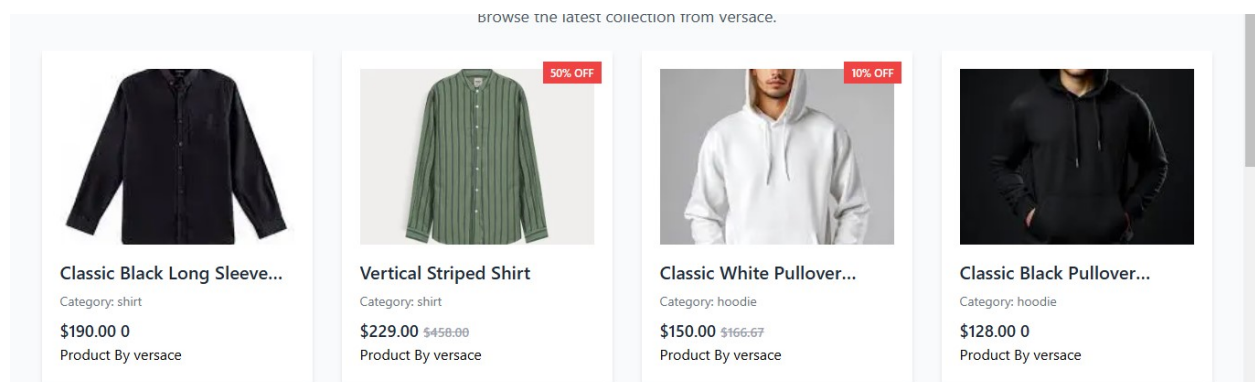 Browse the latest collection from versace.
50% OFF
10% OFF
Classic Black Long Sleeve...
Category: shirt
$190.00 0
Product By versace
Vertical Striped Shirt
Category: shirt
$229.00 $458.00
Product By versace
Classic White Pullover...
Category: hoodie
$150.00 $166.67
Product By versace
Classic Black Pullover...
Category: hoodie
$128.00 0
Product By versace